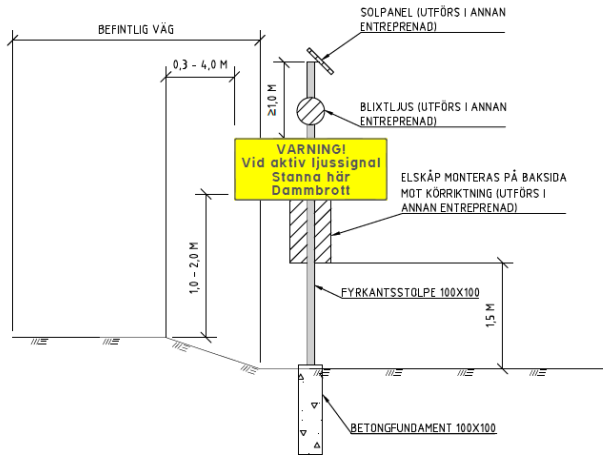 SOLPANEL (UTFÖRS I ANNAN
ENTREPRENAD)
BEFINTLIG VÄG
0,3 - 4,0 M
≥1,0 M
BLIXTLJUS (UTFÖRS I ANNAN
ENTREPRENAD)
VARNING!
Vid aktiv ljussignal
Stanna här
Dammbrott
ELSKÅP MONTERAS PÅ BAKSIDA
MOT KÖRRIKTNING (UTFÖRS I
ANNAN ENTREPRENAD)
1,0 - 2,0 M
FYRKANTSSTOLPE 100X100
1,5 M
BETONGFUNDAMENT 100X100